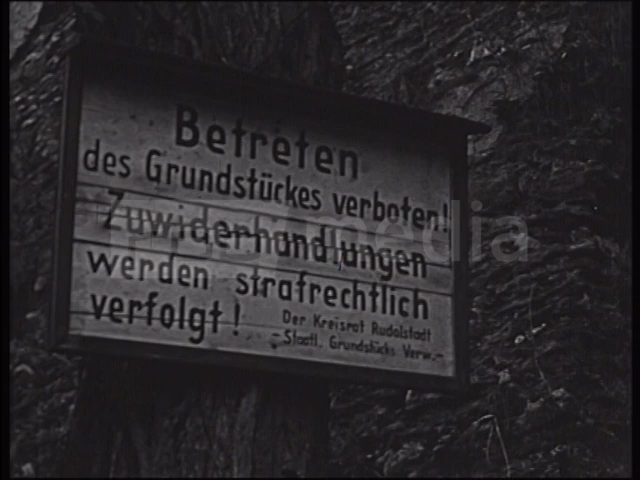 Betreten
des Grundstückes verboten!
Zuwiderhandlungen
werden strafrechtlich
verfolgt!
Der Kreisrat Rudolstadt
- Staatl. Grundstücks Verw.-